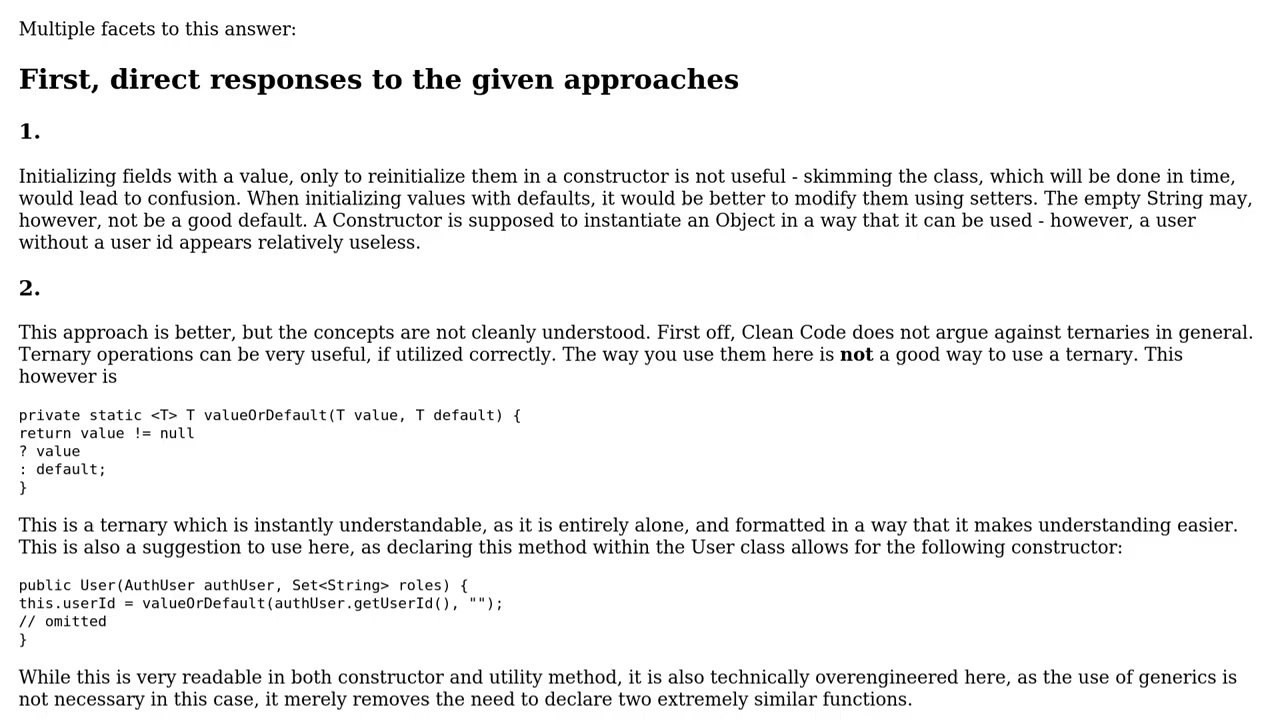 Multiple facets to this answer:
First, direct responses to the given approaches
1.
Initializing fields with a value, only to reinitialize them in a constructor is not useful - skimming the class, which will be done in time,
would lead to confusion. When initializing values with defaults, it would be better to modify them using setters. The empty String may,
however, not be a good default. A Constructor is supposed to instantiate an Object in a way that it can be used - however, a user
without a user id appears relatively useless.
2.
This approach is better, but the concepts are not cleanly understood. First off, Clean Code does not argue against ternaries in general.
Ternary operations can be very useful, if utilized correctly. The way you use them here is not a good way to use a ternary. This
however is
private static <T> T valueOrDefault(T value, T default) {
return value != null
? value
: default;
}
This is a ternary which is instantly understandable, as it is entirely alone, and formatted in a way that it makes understanding easier.
This is also a suggestion to use here, as declaring this method within the User class allows for the following constructor:
public User(AuthUser authUser, Set<String> roles) {
this.userId = valueOrDefault(authUser.getUserId(), "");
// omitted
}
While this is very readable in both constructor and utility method, it is also technically overengineered here, as the use of generics is
not necessary in this case, it merely removes the need to declare two extremely similar functions.